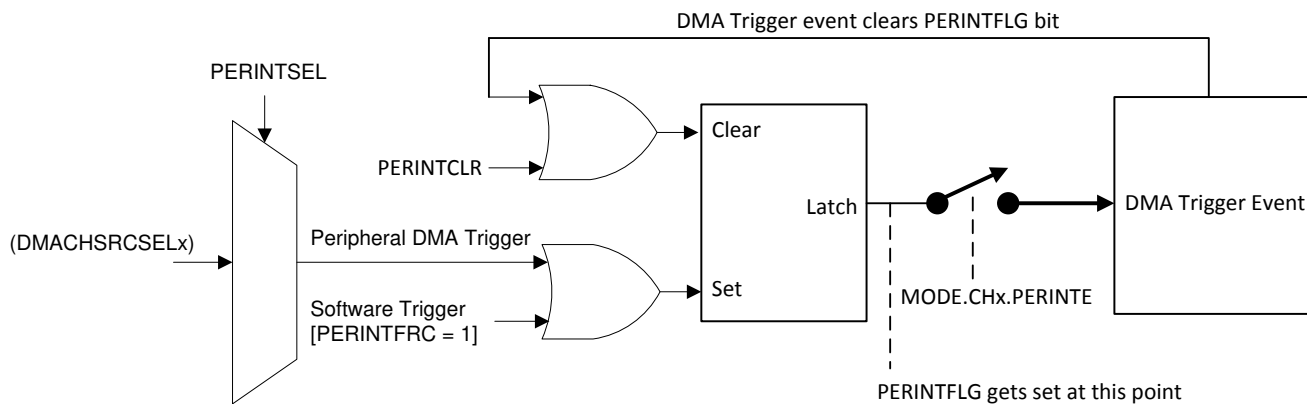 DMA Trigger event clears PERINTFLG bit
PERINTSEL
Clear
PERINTCLR
Latch
DMA Trigger Event
(DMACHSRCSELx)
Peripheral DMA Trigger
Set
MODE.CHx.PERINTE
Software Trigger
[PERINTFRC = 1]
PERINTFLG gets set at this point